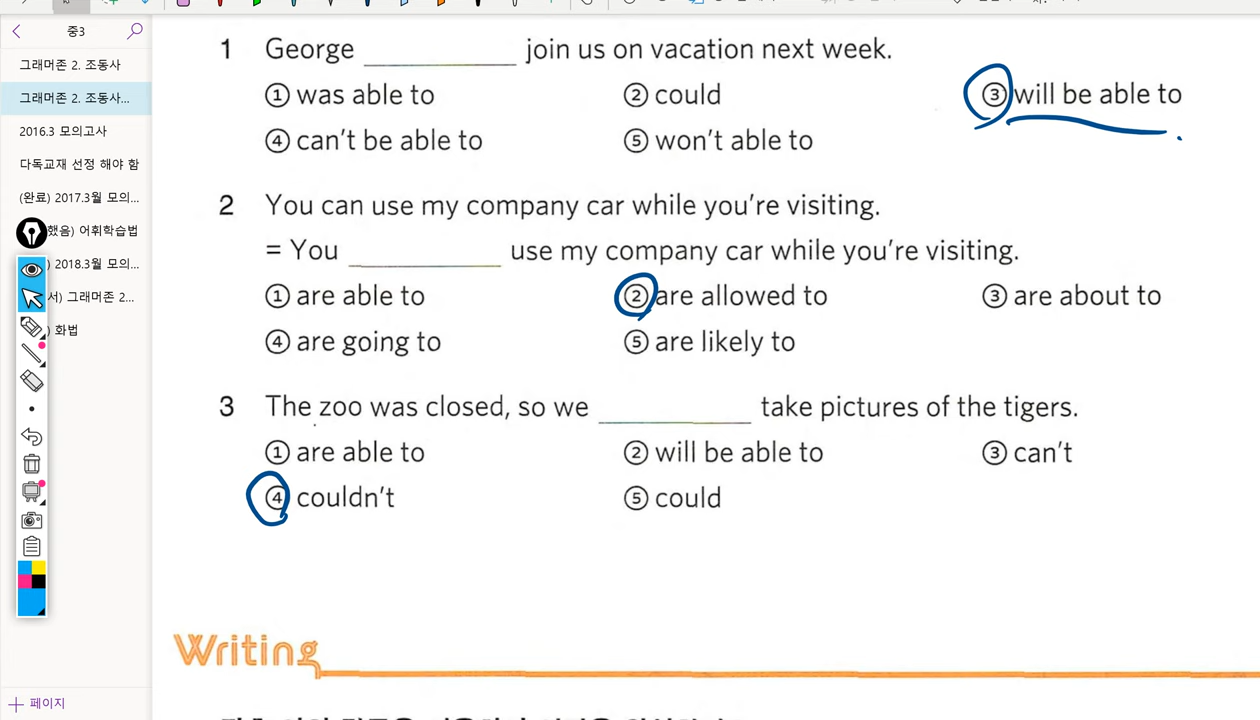 중3
그래머존 2. 조동사
그래머존 2. 조동사...
2016.3 모의고사
다독교재 선정 해야 함
(완료) 2017.3월 모의...
했음) 어휘학습법
) 2018.3월 모의...
서) 그래머존 2...
) 화법
페이지
1 George __________ join us on vacation next week.
① was able to ② could ③ will be able to
④ can't be able to ⑤ won't able to
2 You can use my company car while you're visiting.
= You __________ use my company car while you're visiting.
① are able to ② are allowed to ③ are about to
④ are going to ⑤ are likely to
3 The zoo was closed, so we __________ take pictures of the tigers.
① are able to ② will be able to ③ can't
④ couldn't ⑤ could
Writing